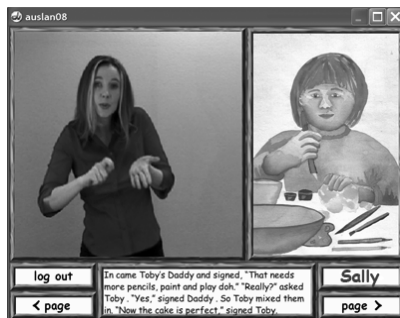 auslan08
log out
< page
In came Toby's Daddy and signed, "That needs
more pencils, paint and play doh." "Really?" asked
Toby . "Yes," signed Daddy . So Toby mixed them
in. "Now the cake is perfect," signed Toby.
Sally
page >